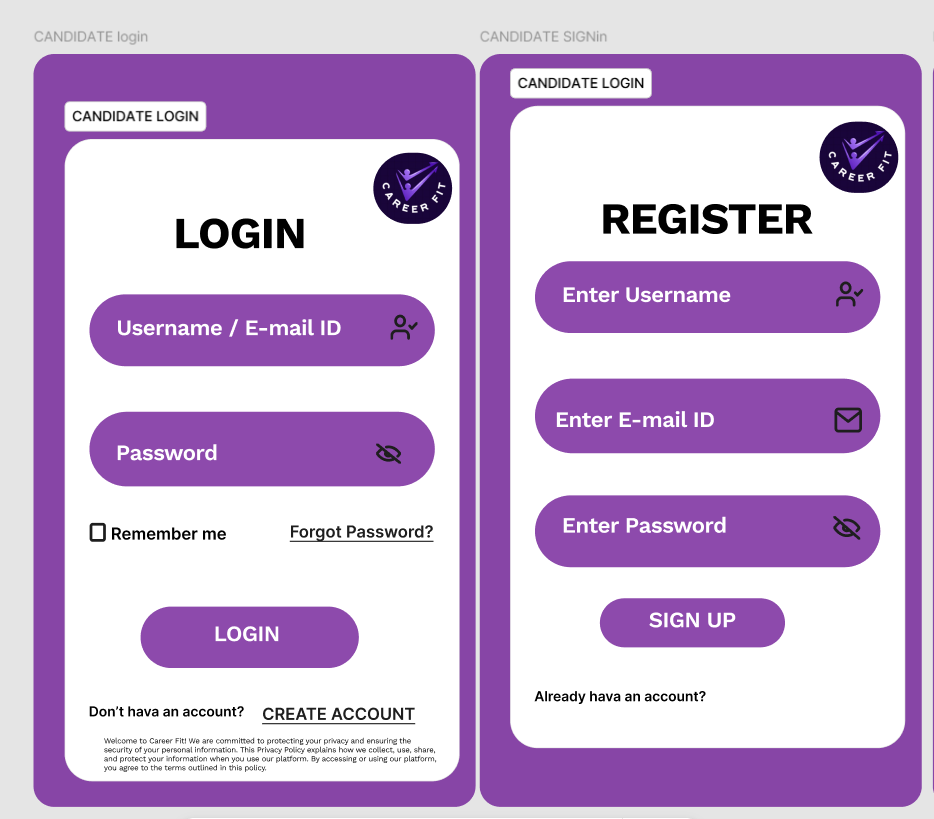 CANDIDATE login
CANDIDATE LOGIN
CAREER FIT
LOGIN
Username / E-mail ID
Password
Remember me
Forgot Password?
LOGIN
Don't hava an account?
CREATE ACCOUNT
Welcome to Career Fit! We are committed to protecting your privacy and ensuring the
security of your personal information. This Privacy Policy explains how we collect, use, share,
and protect your information when you use our platform. By accessing or using our platform,
you agree to the terms outlined in this policy.
CANDIDATE SIGNin
CANDIDATE LOGIN
CAREER FIT
REGISTER
Enter Username
Enter E-mail ID
Enter Password
SIGN UP
Already hava an account?